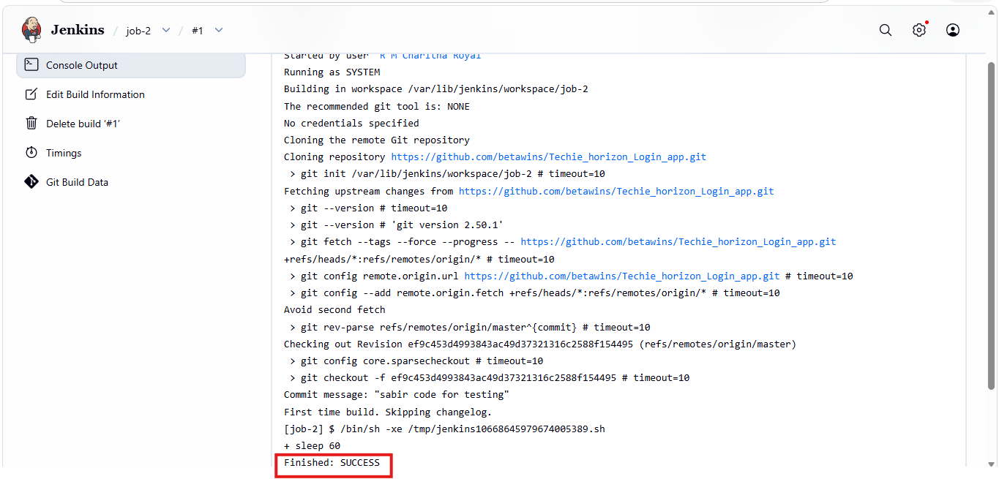 Jenkins / job-2 / #1
Console Output
Edit Build Information
Delete build ‘#1’
Timings
Git Build Data
Started by user R M Charitha Royal
Running as SYSTEM
Building in workspace /var/lib/jenkins/workspace/job-2
The recommended git tool is: NONE
No credentials specified
Cloning the remote Git repository
Cloning repository https://github.com/betawins/Techie_horizon_Login_app.git
> git init /var/lib/jenkins/workspace/job-2 # timeout=10
Fetching upstream changes from https://github.com/betawins/Techie_horizon_Login_app.git
> git --version # timeout=10
> git --version # 'git version 2.50.1'
> git fetch --tags --force --progress -- https://github.com/betawins/Techie_horizon_Login_app.git
+refs/heads/*:refs/remotes/origin/* # timeout=10
> git config remote.origin.url https://github.com/betawins/Techie_horizon_Login_app.git # timeout=10
> git config --add remote.origin.fetch +refs/heads/*:refs/remotes/origin/* # timeout=10
Avoid second fetch
> git rev-parse refs/remotes/origin/master^{commit} # timeout=10
Checking out Revision ef9c453d4993843ac49d37321316c2588f154495 (refs/remotes/origin/master)
> git config core.sparsecheckout # timeout=10
> git checkout -f ef9c453d4993843ac49d37321316c2588f154495 # timeout=10
Commit message: "sabir code for testing"
First time build. Skipping changelog.
[job-2] $ /bin/sh -xe /tmp/jenkins10668645979674005389.sh
+ sleep 60
Finished: SUCCESS